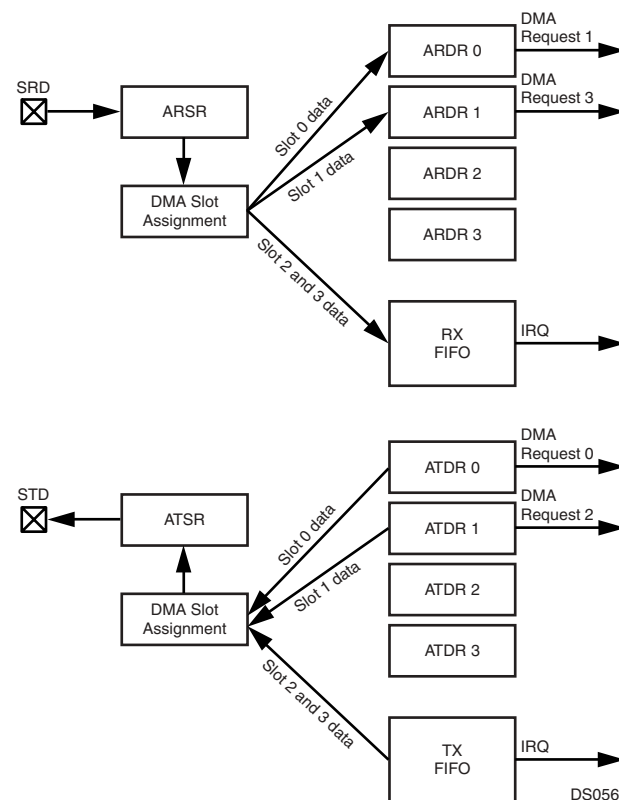 SRD
ARSR
DMA Slot
Assignment
Slot 0 data
Slot 1 data
Slot 2 and 3 data
ARDR 0
DMA
Request 1
ARDR 1
DMA
Request 3
ARDR 2
ARDR 3
RX
FIFO
IRQ
STD
ATSR
DMA Slot
Assignment
Slot 0 data
Slot 1 data
Slot 2 and 3 data
ATDR 0
DMA
Request 0
ATDR 1
DMA
Request 2
ATDR 2
ATDR 3
TX
FIFO
IRQ
DS056